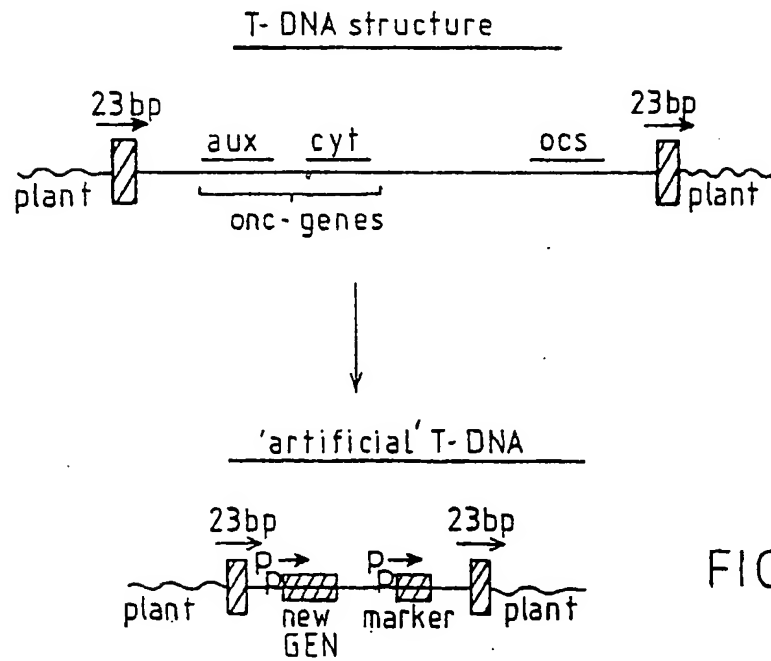 T-DNA structure
23bp 23bp
aux cyt ocs
plant plant
onc-genes
'artificial' T-DNA
23bp 23bp
P P
P P
plant new GEN marker plant
FIG